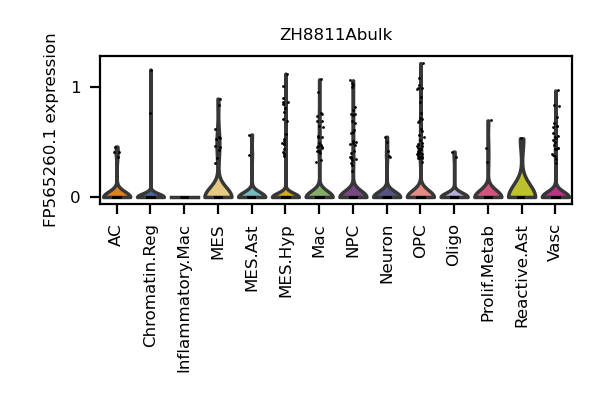 ZH8811Abulk
FP565260.1 expression
1
0
AC
Chromatin.Reg
Inflammatory.Mac
MES
MES.Ast
MES.Hyp
Mac
NPC
Neuron
OPC
Oligo
Prolif.Metab
Reactive.Ast
Vasc